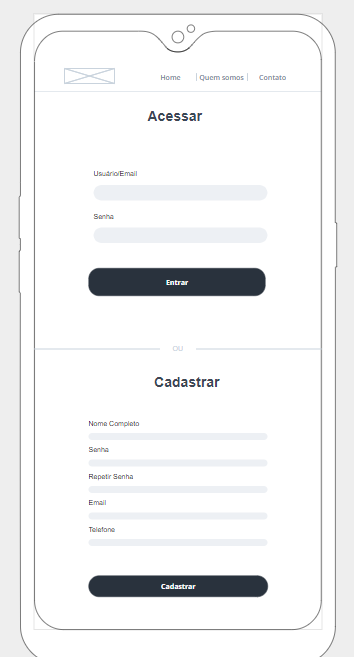 Home | Quem somos | Contato
Acessar
Usuário/Email
Senha
Entrar
OU
Cadastrar
Nome Completo
Senha
Repetir Senha
Email
Telefone
Cadastrar